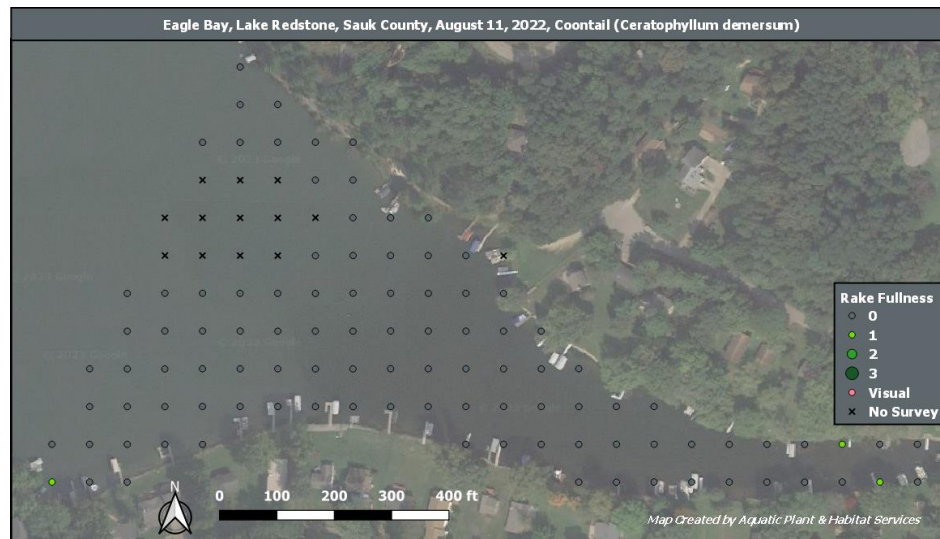 Eagle Bay, Lake Redstone, Sauk County, August 11, 2022, Coontail (Ceratophyllum demersum)
Rake Fullness
0
1
2
3
Visual
No Survey
N
0 100 200 300 400 ft
Map Created by Aquatic Plant & Habitat Services